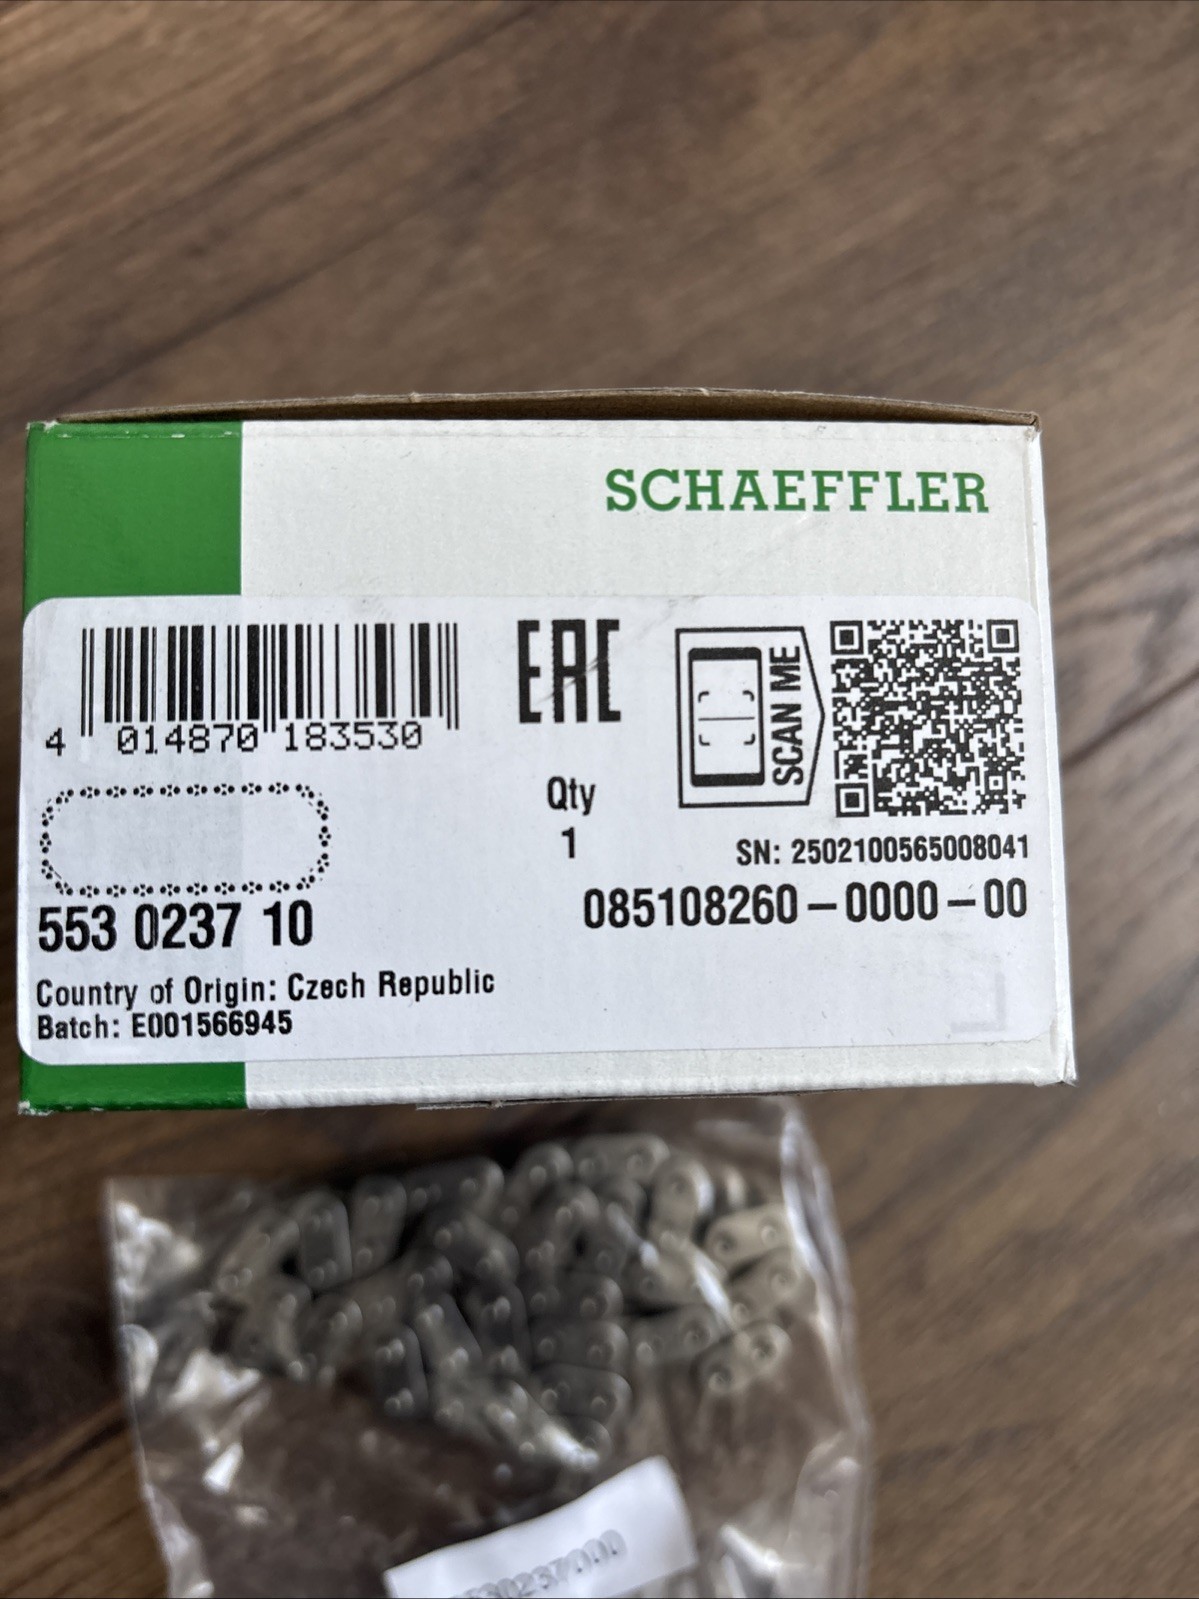 SCHAEFFLER
4 014870 183530
EAC
SCAN ME
Qty
1
SN: 2502100565008041
553 0237 10
085108260-0000-00
Country of Origin: Czech Republic
Batch: E001566945